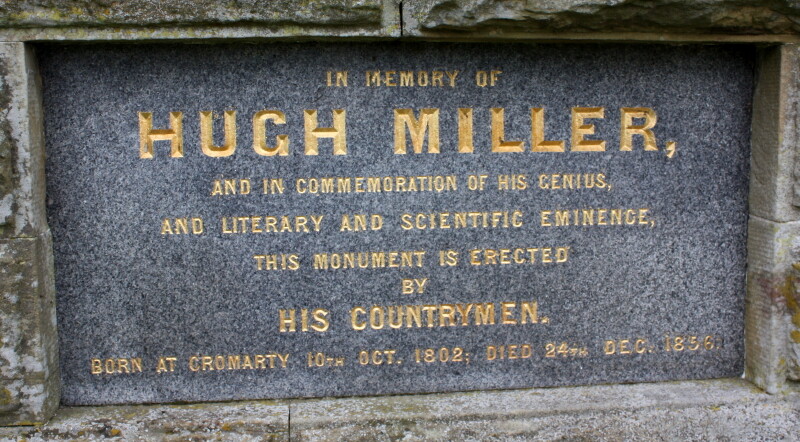 IN MEMORY OF
HUGH MILLER,
AND IN COMMEMORATION OF HIS GENIUS,
AND LITERARY AND SCIENTIFIC EMINENCE,
THIS MONUMENT IS ERECTED
BY
HIS COUNTRYMEN.
BORN AT CROMARTY 10TH OCT. 1802; DIED 24TH DEC. 1856.